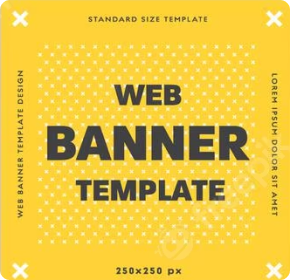 STANDARD SIZE TEMPLATE
WEB BANNER TEMPLATE DESIGN
WEB
BANNER
TEMPLATE
LOREM IPSUM DOLOR SIT AMET
250x250 px